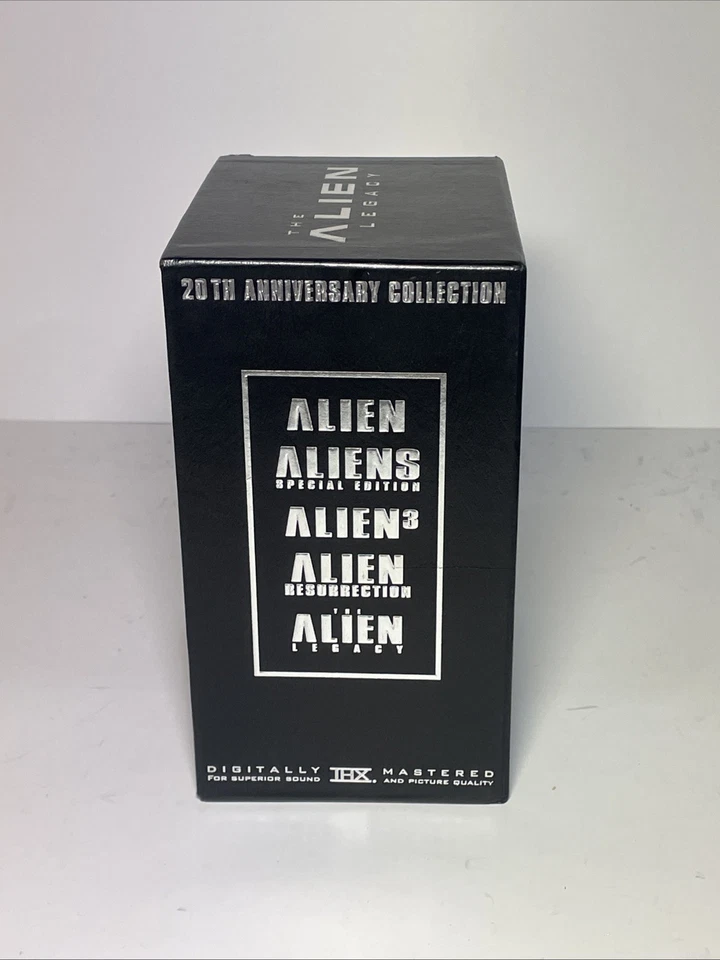 THE
ALIEN
LEGACY
20TH ANNIVERSARY COLLECTION
ALIEN
ALIENS
SPECIAL EDITION
ALIEN³
ALIEN
RESURRECTION
THE
ALIEN
LEGACY
DIGITALLY THX. MASTERED
FOR SUPERIOR SOUND AND PICTURE QUALITY